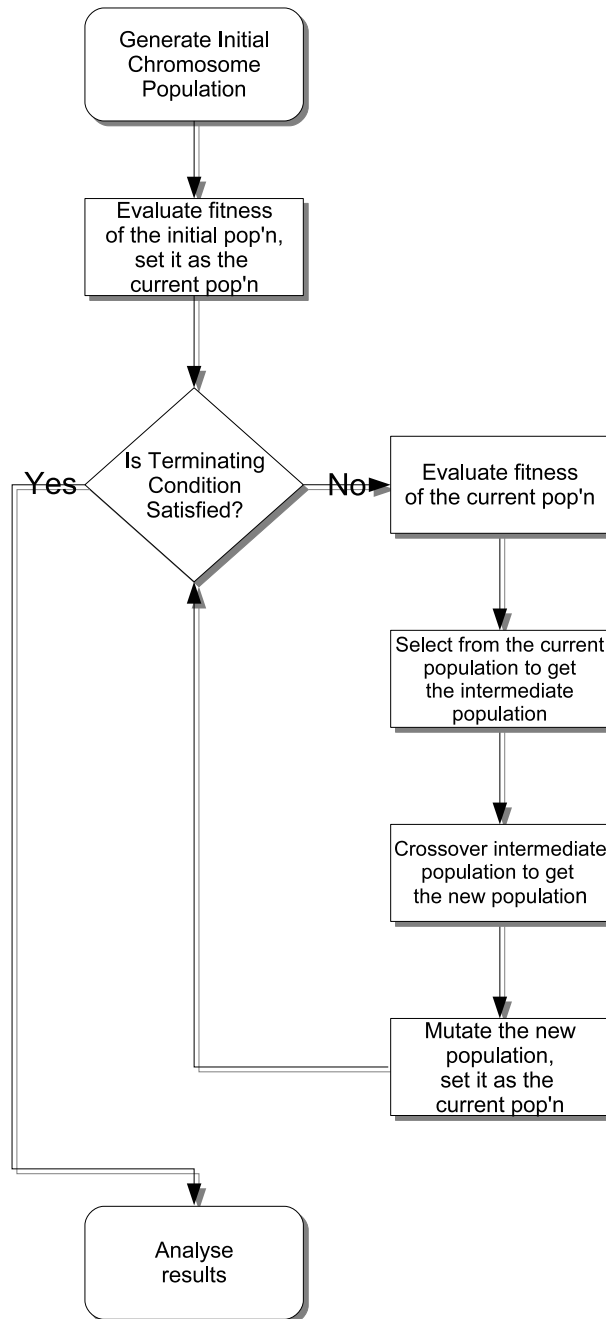 Generate Initial
Chromosome
Population
Evaluate fitness
of the initial pop'n,
set it as the
current pop'n
Is Terminating
Condition
Satisfied?
Yes
No
Evaluate fitness
of the current pop'n
Select from the current
population to get
the intermediate
population
Crossover intermediate
population to get
the new population
Mutate the new
population,
set it as the
current pop'n
Analyse
results